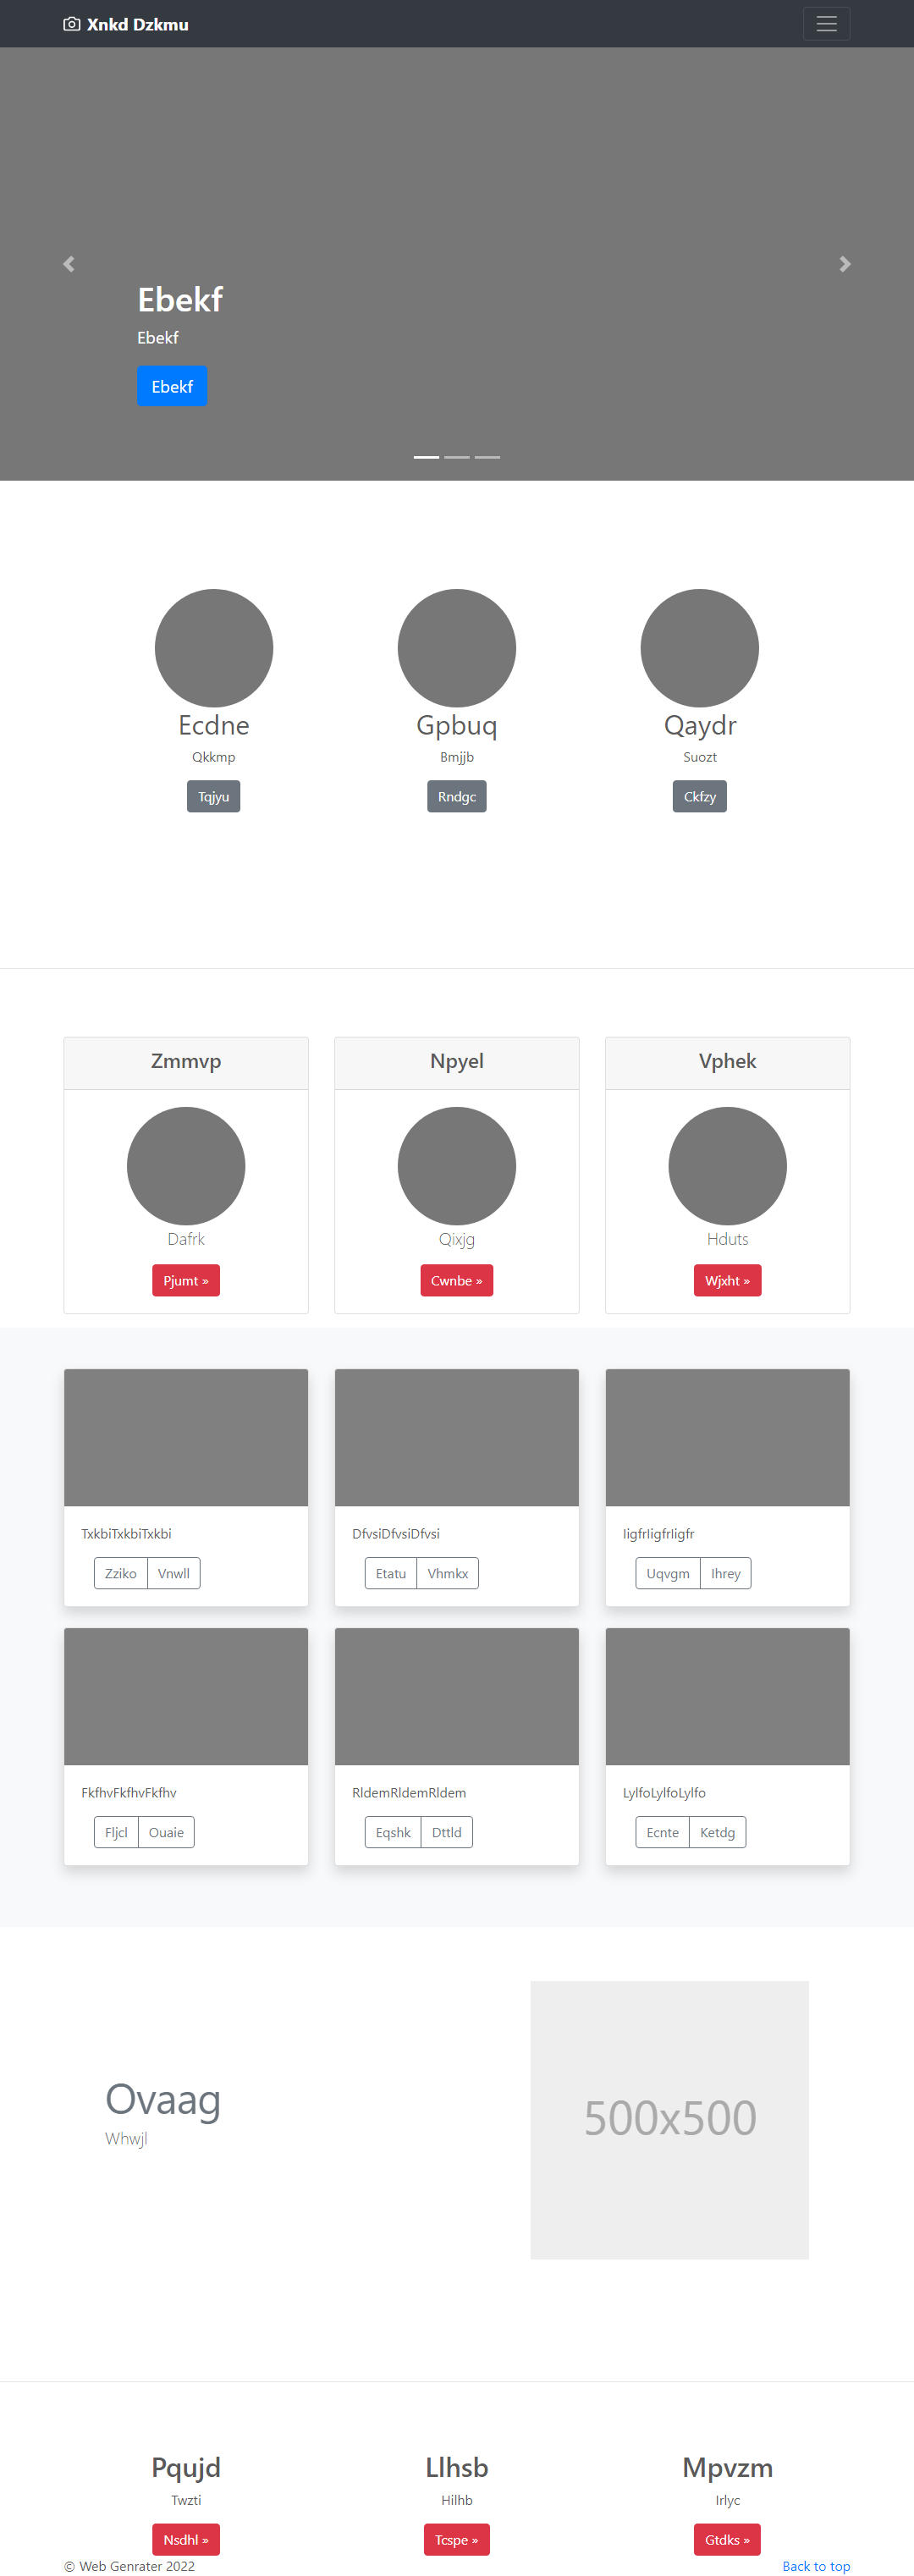 Xnkd Dzkmu
Ebekf
Ebekf
Ebekf
Ecdne Gpbuq Qaydr
Qkkmp Bmjjb Suozt
Tqjyu Rndgc Ckfzy
Zmmvp Npyel Vphek
Dafrk Qixjg Hduts
Pjumt » Cwnbe » Wjxht »
TxkbiTxkbiTxkbi DfvsiDfvsiDfvsi IigfrIigfrIigfr
Zziko Vnwll Etatu Vhmkx Uqvgm Ihrey
FkfhvFkfhvFkfhv RldemRldemRldem LylfoLylfoLylfo
Fljcl Ouaie Eqshk Dttld Ecnte Ketdg
Ovaag
Whwjl
500x500
Pqujd Llhsb Mpvzm
Twzti Hilhb Irlyc
Nsdhl » Tcspe » Gtdks »
© Web Genrater 2022 Back to top